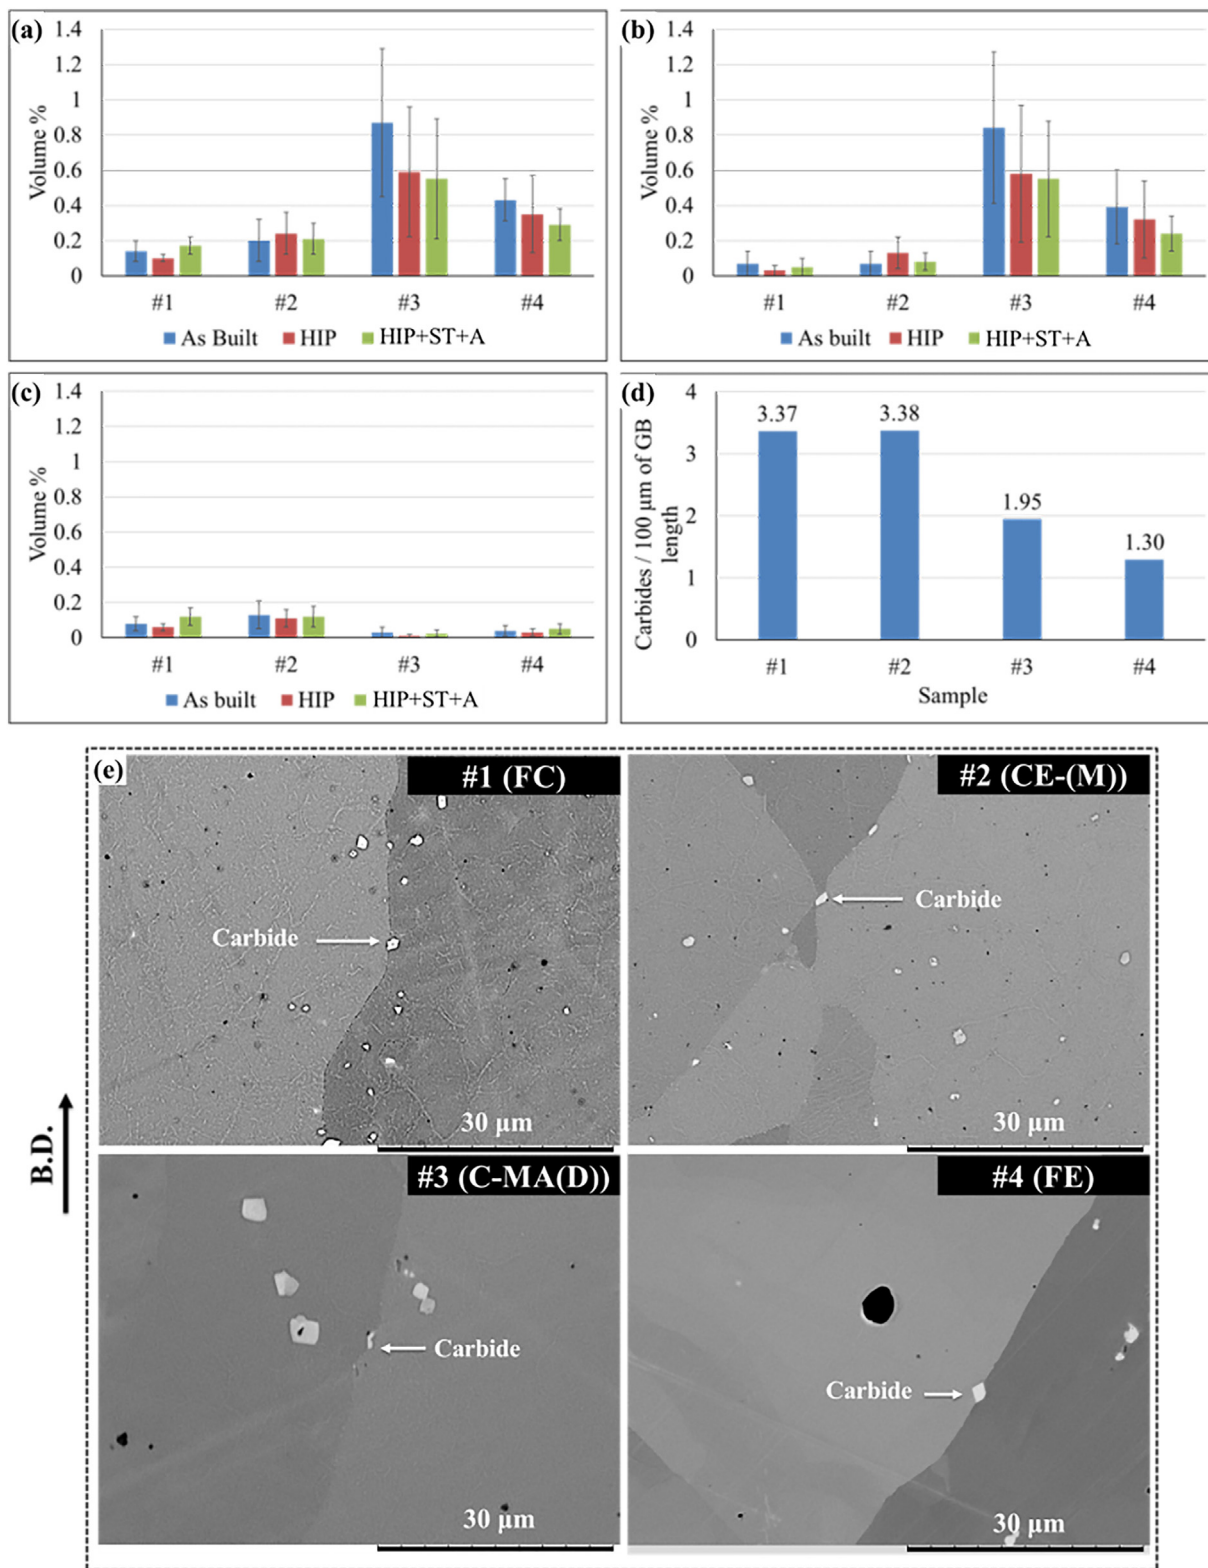 (a)
1.4
1.2
1
0.8
0.6
0.4
0.2
0
Volume %
#1 #2 #3 #4
As Built HIP HIP+ST+A
(b)
1.4
1.2
1
0.8
0.6
0.4
0.2
0
Volume %
#1 #2 #3 #4
As built HIP HIP+ST+A
(c)
1.4
1.2
1
0.8
0.6
0.4
0.2
0
Volume %
#1 #2 #3 #4
As built HIP HIP+ST+A
(d)
4
3
2
1
0
Carbides / 100 µm of GB
length
3.37 3.38 1.95 1.30
#1 #2 #3 #4
Sample
(e)
#1 (FC)
Carbide
30 µm
#2 (CE-(M))
Carbide
30 µm
B.D.
#3 (C-MA(D))
Carbide
30 µm
#4 (FE)
Carbide
30 µm